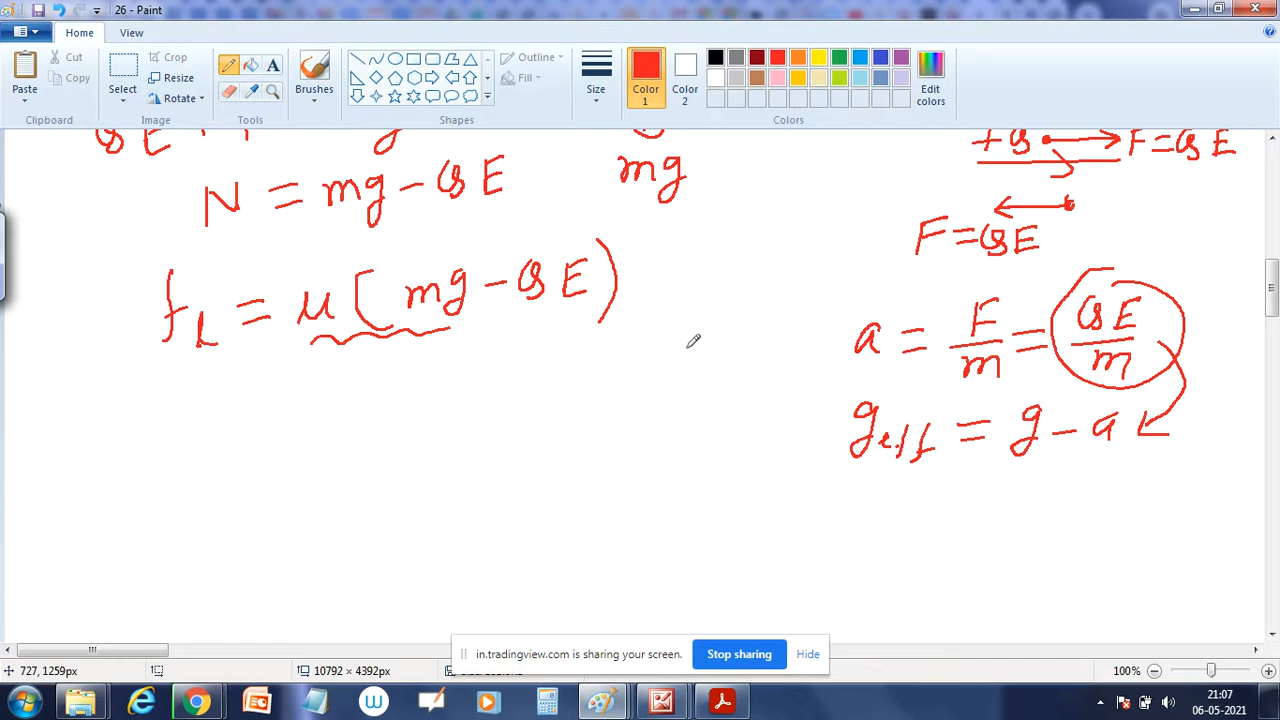 26 - Paint
Home
View
Paste
Cut
Copy
Clipboard
Select
Crop
Resize
Rotate
Image
Tools
Brushes
Outline
Fill
Shapes
Size
Color 1
Color 2
Edit colors
Colors
N = mg - QE
mg
f_L = μ ( mg - QE )
+Q
F = QE
F = QE
a = F/m = QE/m
g_eff = g - a
in.tradingview.com is sharing your screen.
Stop sharing
Hide
727, 1259px
10792 × 4392px
100%
21:07
06-05-2021